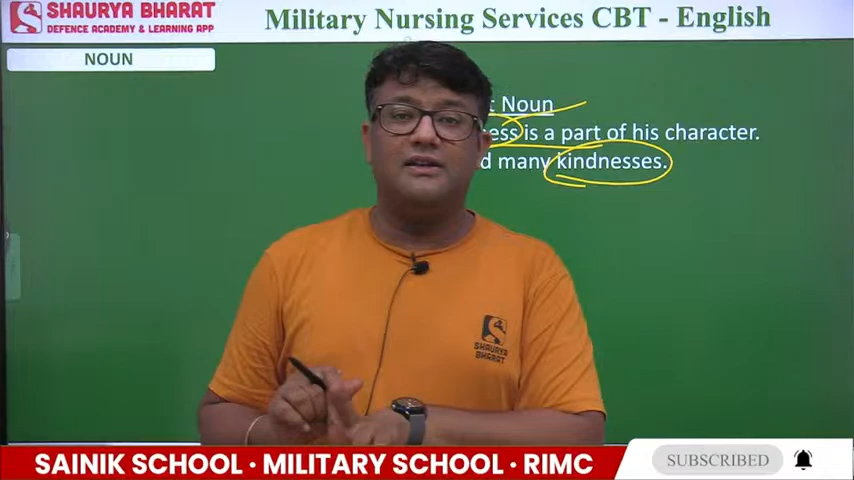 SHAURYA BHARAT
DEFENCE ACADEMY & LEARNING APP
Military Nursing Services CBT - English
NOUN
t Noun
ess is a part of his character.
d many kindnesses.
SHAURYA
BHARAT
SAINIK SCHOOL · MILITARY SCHOOL · RIMC
SUBSCRIBED